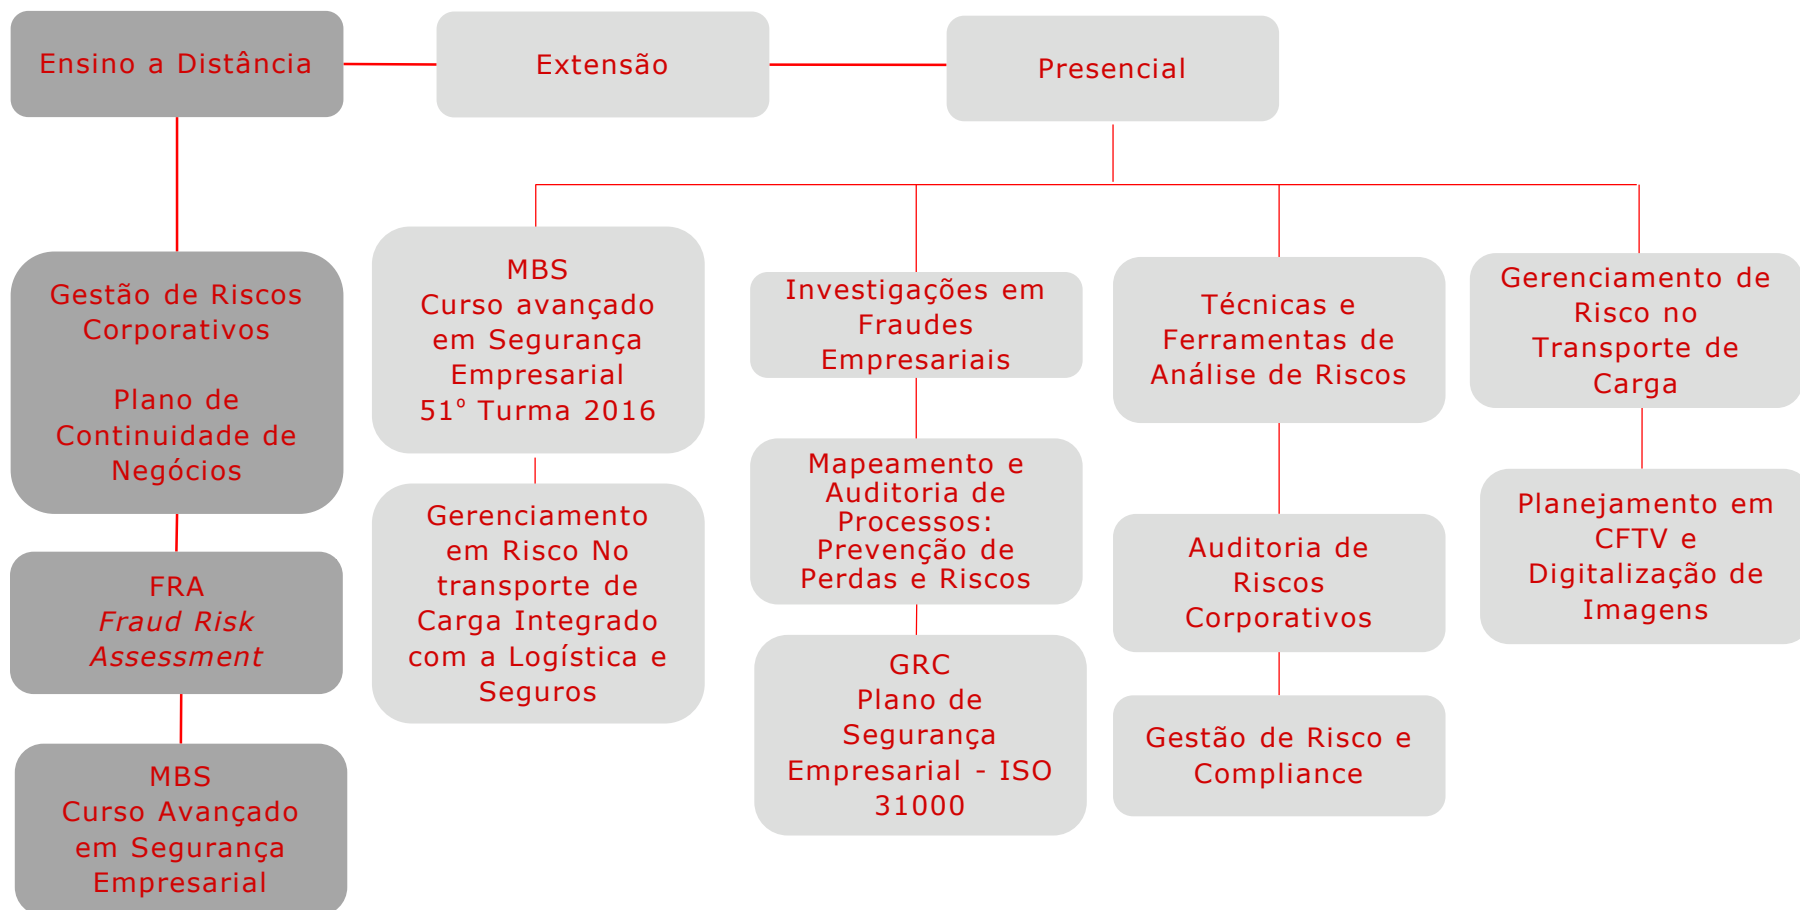 Ensino a Distância
Extensão
Presencial
Gestão de Riscos
Corporativos
Plano de
Continuidade de
Negócios
FRA
Fraud Risk
Assessment
MBS
Curso Avançado
em Segurança
Empresarial
MBS
Curso avançado
em Segurança
Empresarial
51º Turma 2016
Gerenciamento
em Risco No
transporte de
Carga Integrado
com a Logística e
Seguros
Investigações em
Fraudes
Empresariais
Mapeamento e
Auditoria de
Processos:
Prevenção de
Perdas e Riscos
GRC
Plano de
Segurança
Empresarial - ISO
31000
Técnicas e
Ferramentas de
Análise de Riscos
Auditoria de
Riscos
Corporativos
Gestão de Risco e
Compliance
Gerenciamento de
Risco no
Transporte de
Carga
Planejamento em
CFTV e
Digitalização de
Imagens